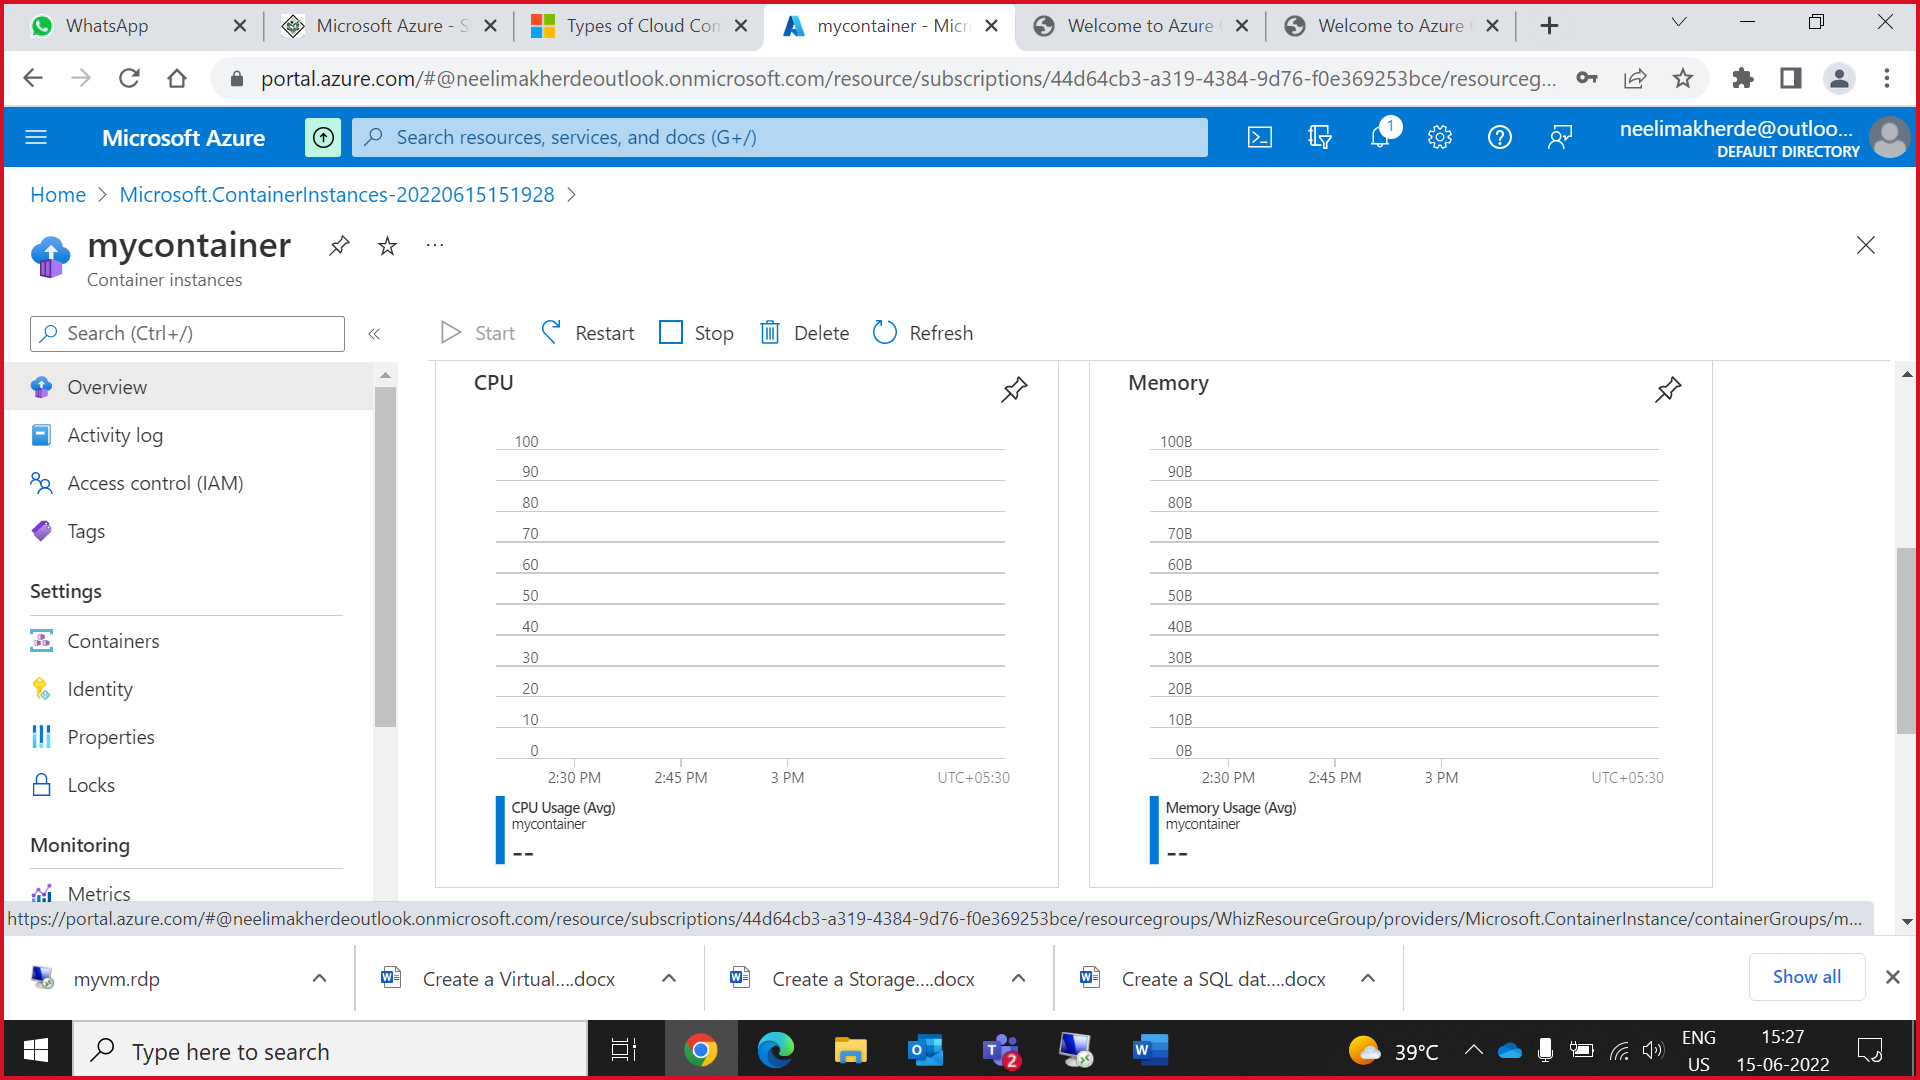 WhatsApp
Microsoft Azure - S
Types of Cloud Con
mycontainer - Micr
Welcome to Azure
Welcome to Azure
portal.azure.com/#@neelimakherdeoutlook.onmicrosoft.com/resource/subscriptions/44d64cb3-a319-4384-9d76-f0e369253bce/resourceg...
Microsoft Azure
Search resources, services, and docs (G+/)
1
neelimakherde@outloo...
DEFAULT DIRECTORY
Home > Microsoft.ContainerInstances-20220615151928 >
mycontainer
...
Container instances
Search (Ctrl+/)
«
Start
Restart
Stop
Delete
Refresh
Overview
Activity log
Access control (IAM)
Tags
Settings
Containers
Identity
Properties
Locks
Monitoring
Metrics
CPU
100
90
80
70
60
50
40
30
20
10
0
2:30 PM
2:45 PM
3 PM
UTC+05:30
CPU Usage (Avg)
mycontainer
--
Memory
100B
90B
80B
70B
60B
50B
40B
30B
20B
10B
0B
2:30 PM
2:45 PM
3 PM
UTC+05:30
Memory Usage (Avg)
mycontainer
--
https://portal.azure.com/#@neelimakherdeoutlook.onmicrosoft.com/resource/subscriptions/44d64cb3-a319-4384-9d76-f0e369253bce/resourcegroups/WhizResourceGroup/providers/Microsoft.ContainerInstance/containerGroups/m...
myvm.rdp
Create a Virtual....docx
Create a Storage....docx
Create a SQL dat....docx
Show all
Type here to search
2
39°C
ENG
US
15:27
15-06-2022